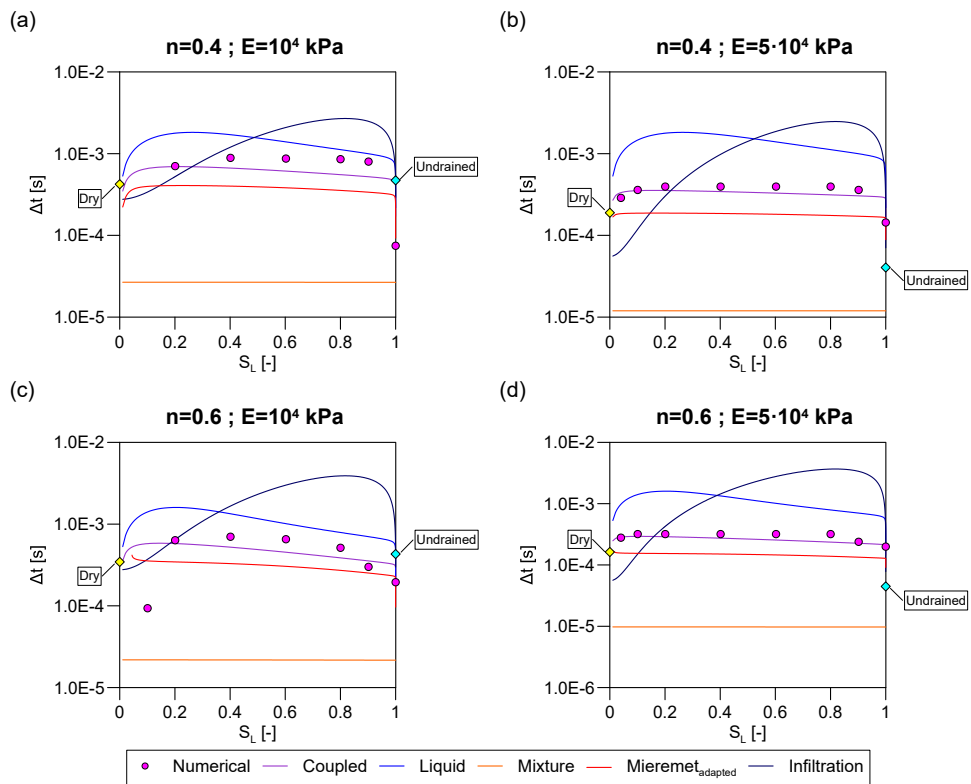 (a)
n=0.4 ; E=10⁴ kPa
1.0E-2
1.0E-3
1.0E-4
1.0E-5
Δt [s]
Dry
Undrained
0 0.2 0.4 0.6 0.8 1
S_L [-]
(b)
n=0.4 ; E=5·10⁴ kPa
1.0E-2
1.0E-3
1.0E-4
1.0E-5
Δt [s]
Dry
Undrained
0 0.2 0.4 0.6 0.8 1
S_L [-]
(c)
n=0.6 ; E=10⁴ kPa
1.0E-2
1.0E-3
1.0E-4
1.0E-5
Δt [s]
Dry
Undrained
0 0.2 0.4 0.6 0.8 1
S_L [-]
(d)
n=0.6 ; E=5·10⁴ kPa
1.0E-2
1.0E-3
1.0E-4
1.0E-5
1.0E-6
Δt [s]
Dry
Undrained
0 0.2 0.4 0.6 0.8 1
S_L [-]
Numerical Coupled Liquid Mixture Mieremet_adapted Infiltration